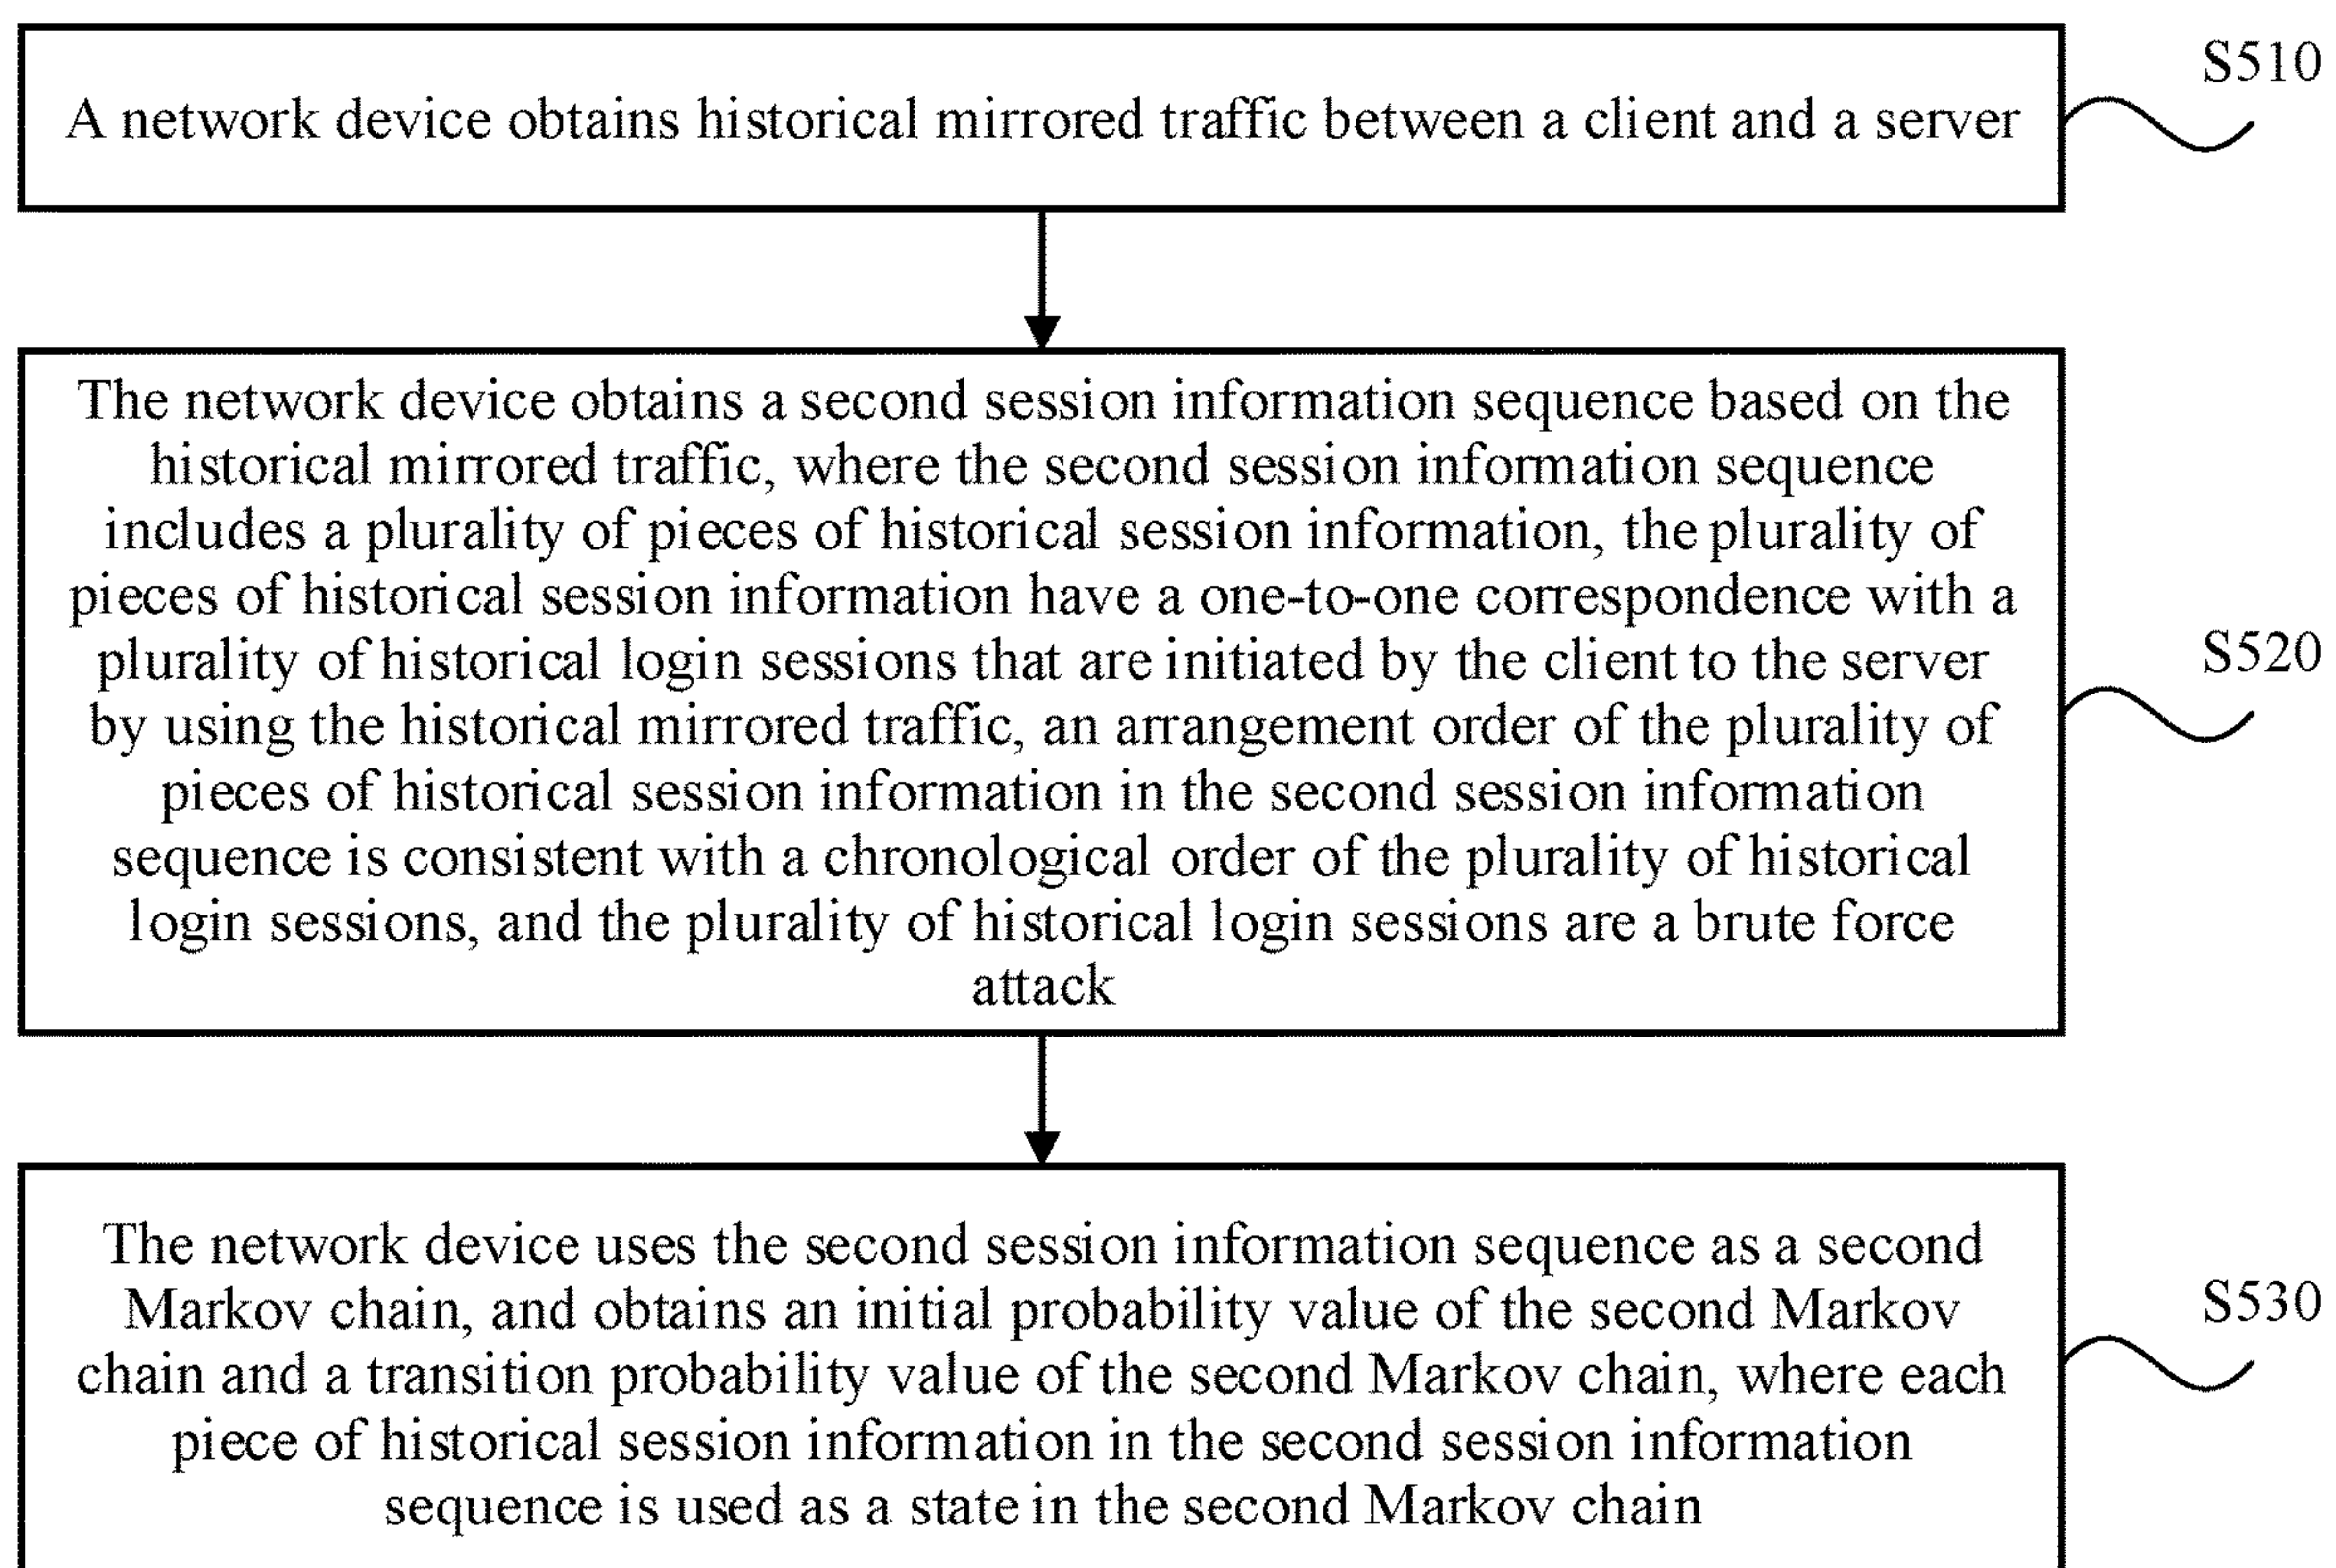 S510
A network device obtains historical mirrored traffic between a client and a server
The network device obtains a second session information sequence based on the
historical mirrored traffic, where the second session information sequence
includes a plurality of pieces of historical session information, the plurality of
pieces of historical session information have a one-to-one correspondence with a
plurality of historical login sessions that are initiated by the client to the server
by using the historical mirrored traffic, an arrangement order of the plurality of
pieces of historical session information in the second session information
sequence is consistent with a chronological order of the plurality of historical
login sessions, and the plurality of historical login sessions are a brute force
attack
S520
The network device uses the second session information sequence as a second
Markov chain, and obtains an initial probability value of the second Markov
chain and a transition probability value of the second Markov chain, where each
piece of historical session information in the second session information
sequence is used as a state in the second Markov chain
S530